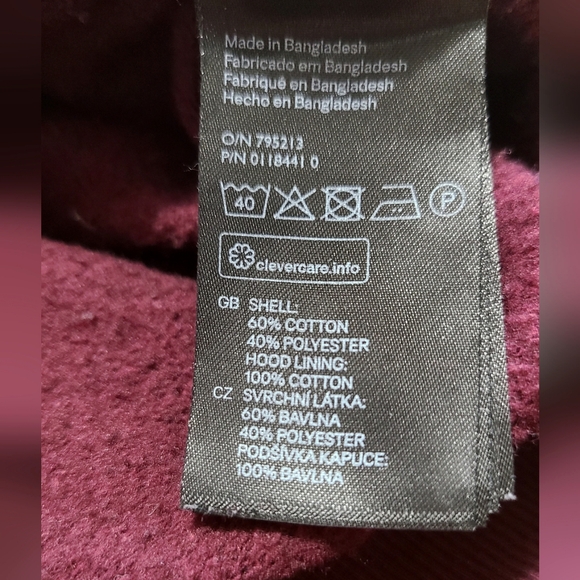 Made in Bangladesh
Fabricado em Bangladesh
Fabriqué en Bangladesh
Hecho en Bangladesh
O/N 795213
P/N 0118441 0
40
P
clevercare.info
GB SHELL:
60% COTTON
40% POLYESTER
HOOD LINING:
100% COTTON
CZ SVRCHNÍ LÁTKA:
60% BAVLNA
40% POLYESTER
PODŠÍVKA KAPUCE:
100% BAVLNA